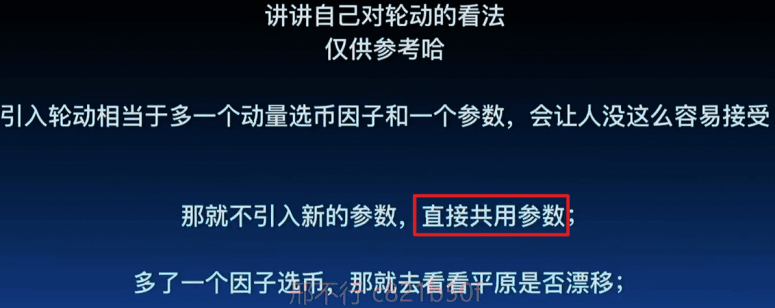 讲讲自己对轮动的看法
仅供参考哈
引入轮动相当于多一个动量选币因子和一个参数，会让人没这么容易接受
那就不引入新的参数，直接共用参数；
多了一个因子选币，那就去看看平原是否漂移；
邢不行